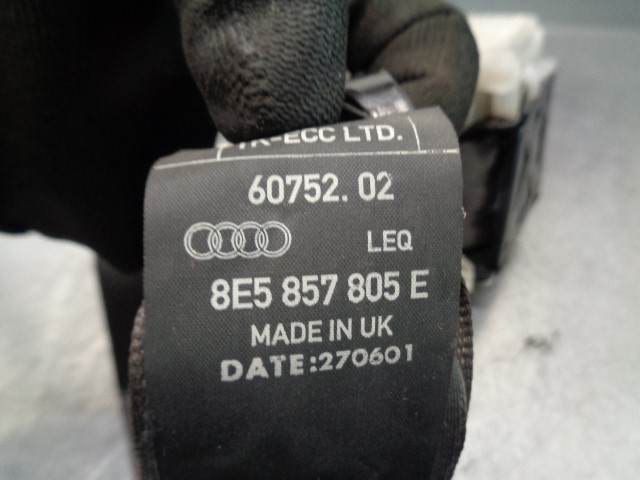 -ECC LTD.
60752.02
LEQ
8E5 857 805 E
MADE IN UK
DATE:270601